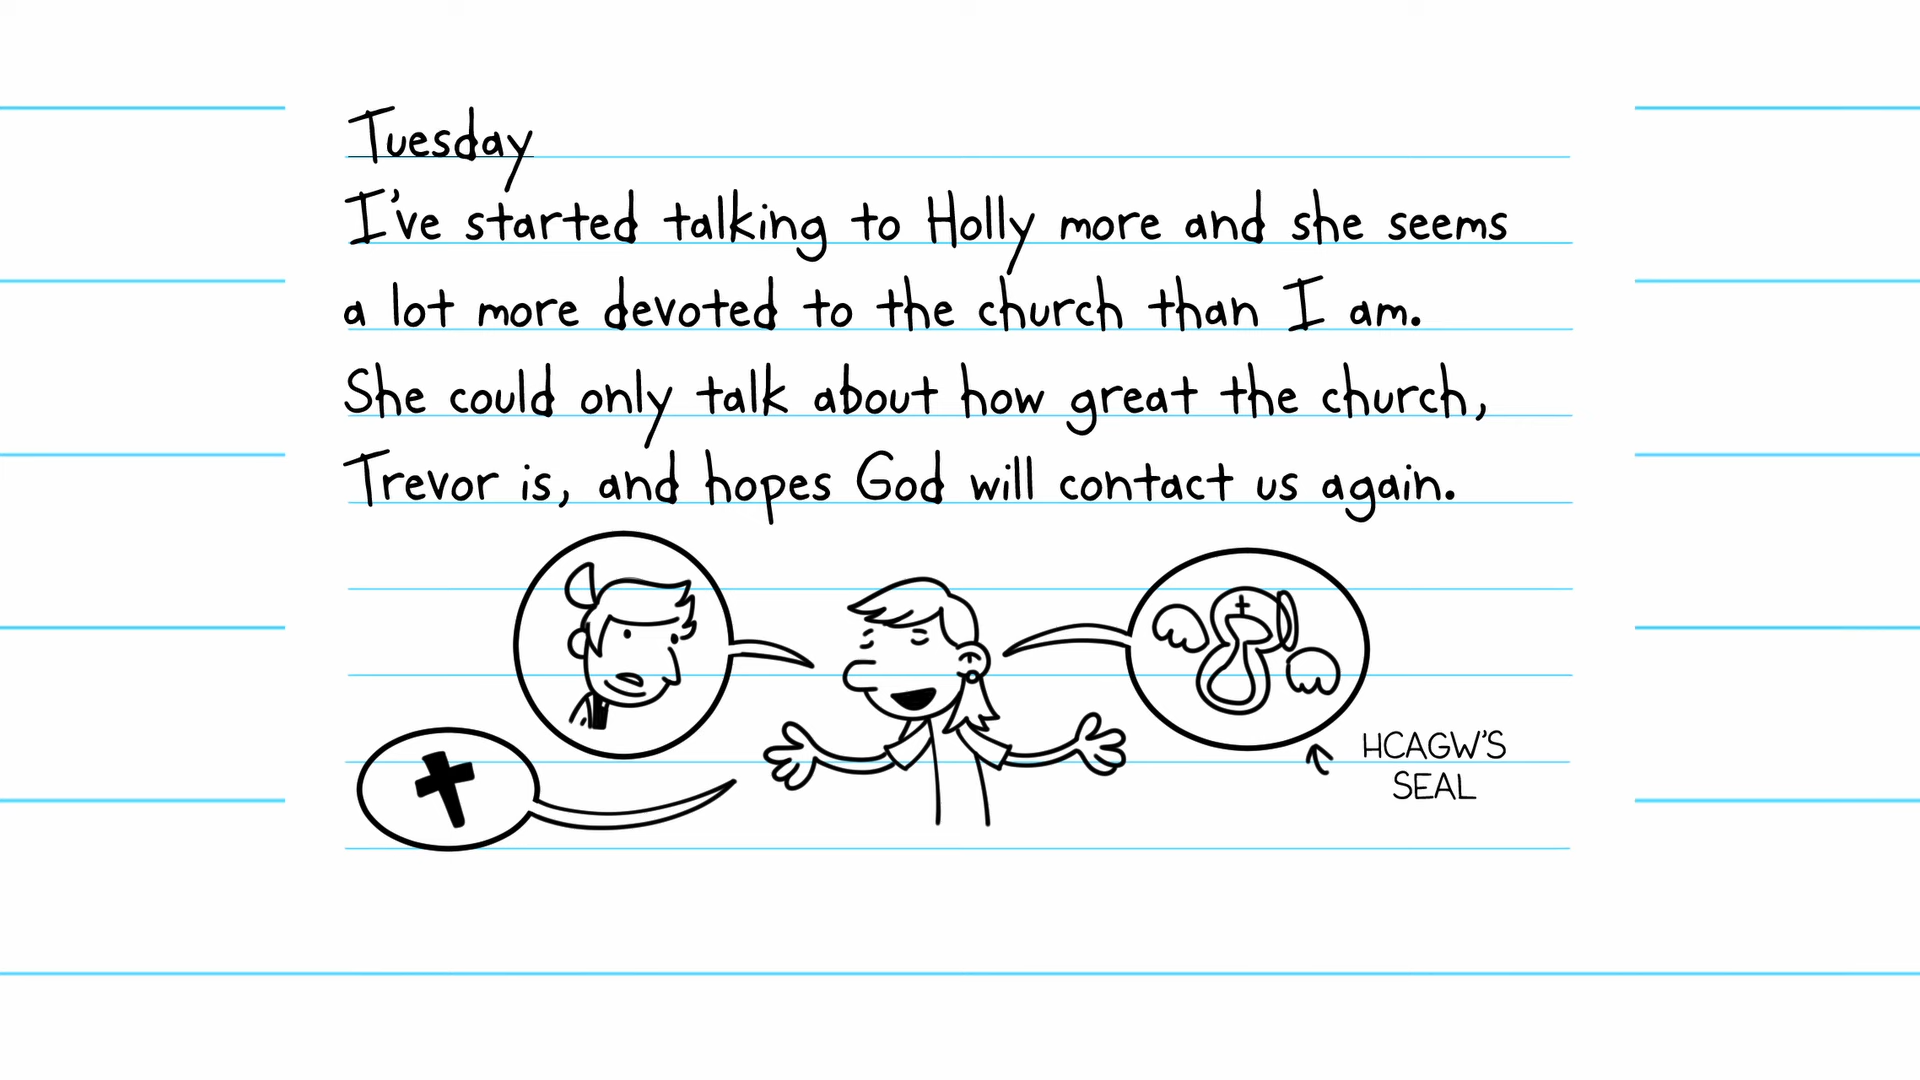 Tuesday
I've started talking to Holly more and she seems
a lot more devoted to the church than I am.
She could only talk about how great the church,
Trevor is, and hopes God will contact us again.
HCAGW'S
SEAL